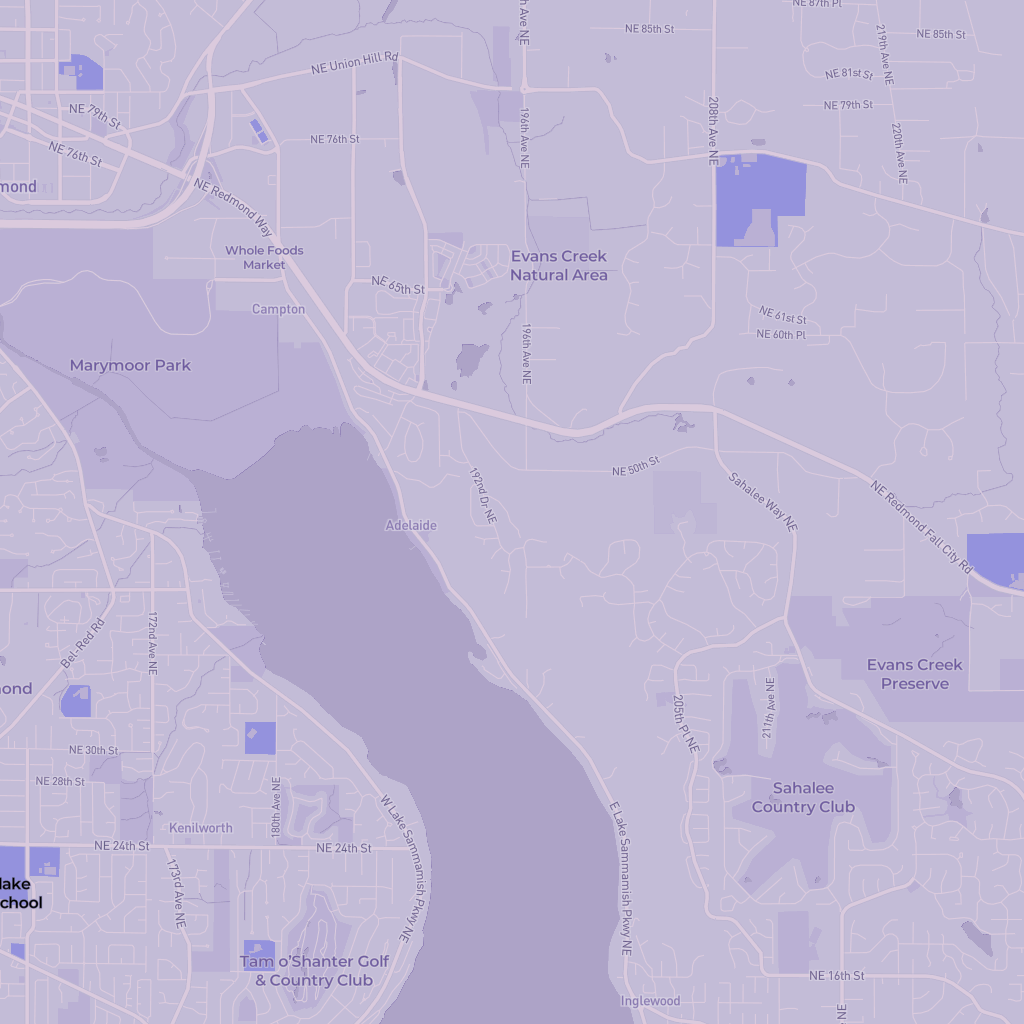 NE 87th Pl
NE 85th St
NE 85th St
219th Ave NE
h Ave NE
NE Union Hill Rd
NE 81st St
NE 79th St
NE 79th St
208th Ave NE
196th Ave NE
220th Ave NE
NE 76th St
NE 76th St
mond
NE Redmond Way
Whole Foods
Market
Evans Creek
Natural Area
NE 65th St
Campton
NE 61st St
NE 60th Pl
196th Ave NE
Marymoor Park
NE 50th St
192nd Dr NE
Sahalee Way NE
NE Redmond Fall City Rd
Adelaide
172nd Ave NE
Bel-Red Rd
Evans Creek
Preserve
mond
205th Pl NE
211th Ave NE
NE 30th St
NE 28th St
180th Ave NE
Sahalee
Country Club
W Lake Sammamish Pkwy NE
E Lake Sammamish Pkwy NE
Kenilworth
NE 24th St
NE 24th St
173rd Ave NE
lake
chool
Tam o'Shanter Golf
& Country Club
NE 16th St
Inglewood
NE